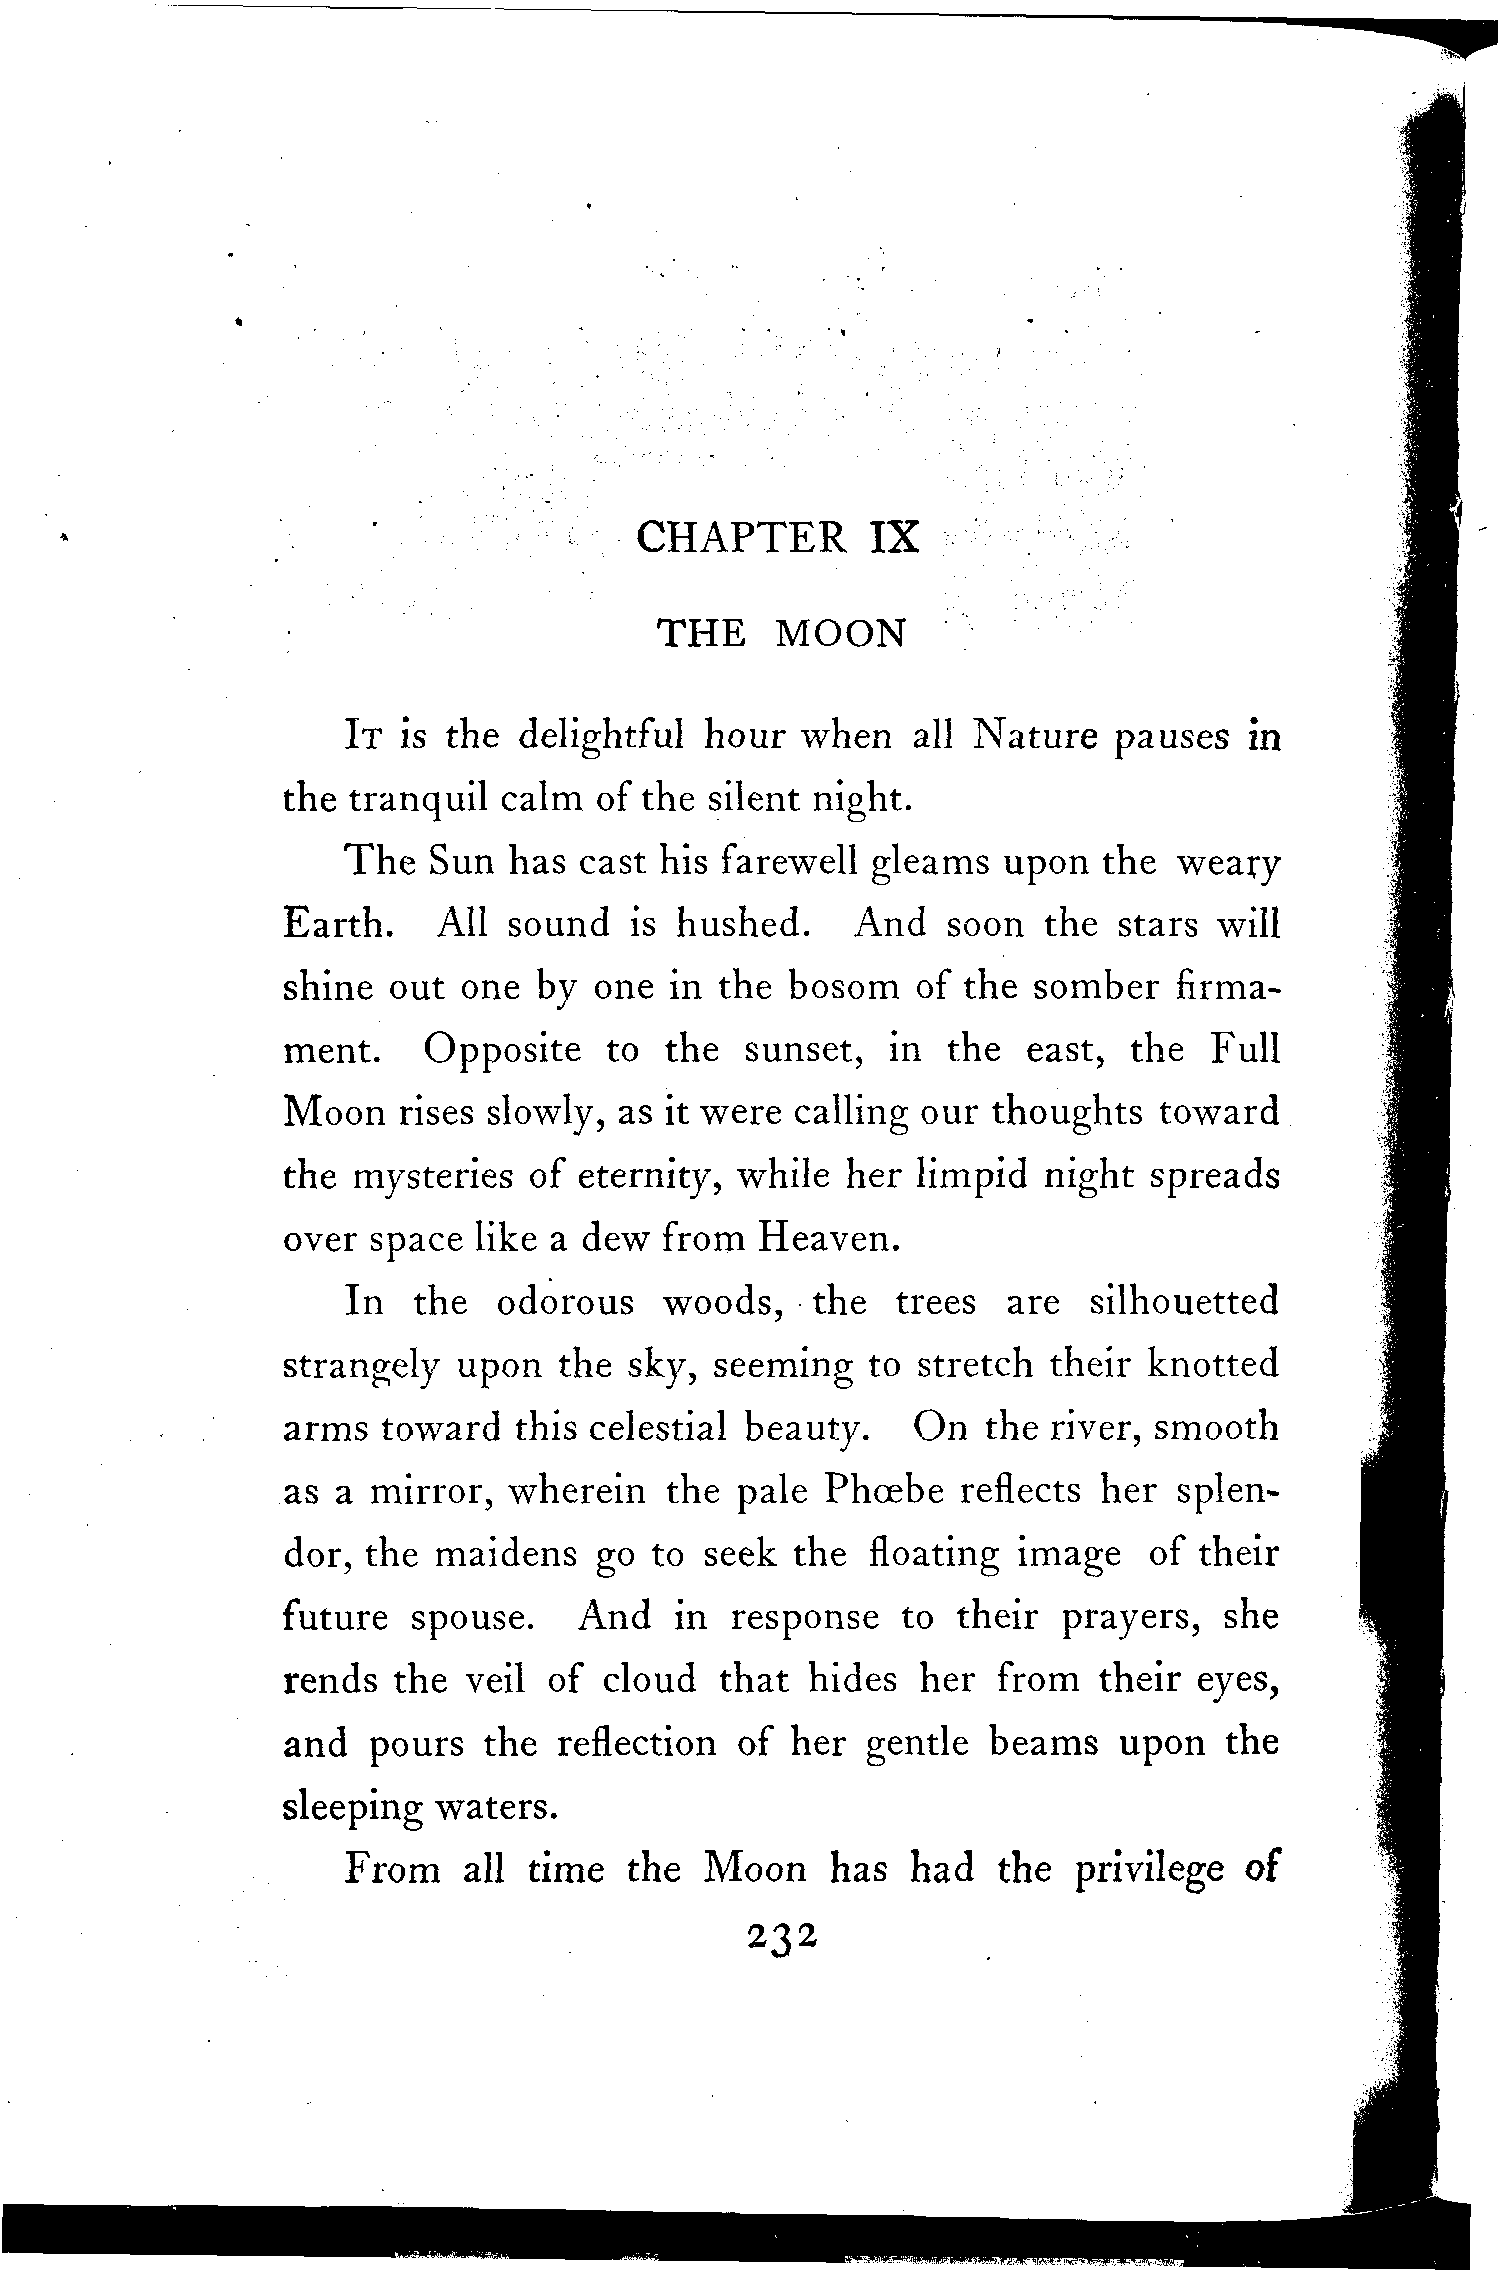 CHAPTER IX
THE MOON
IT is the delightful hour when all Nature pauses in
the tranquil calm of the silent night.
The Sun has cast his farewell gleams upon the weary
Earth. All sound is hushed. And soon the stars will
shine out one by one in the bosom of the somber firma-
ment. Opposite to the sunset, in the east, the Full
Moon rises slowly, as it were calling our thoughts toward
the mysteries of eternity, while her limpid night spreads
over space like a dew from Heaven.
In the odorous woods, the trees are silhouetted
strangely upon the sky, seeming to stretch their knotted
arms toward this celestial beauty. On the river, smooth
as a mirror, wherein the pale Phœbe reflects her splen-
dor, the maidens go to seek the floating image of their
future spouse. And in response to their prayers, she
rends the veil of cloud that hides her from their eyes,
and pours the reflection of her gentle beams upon the
sleeping waters.
From all time the Moon has had the privilege of
232